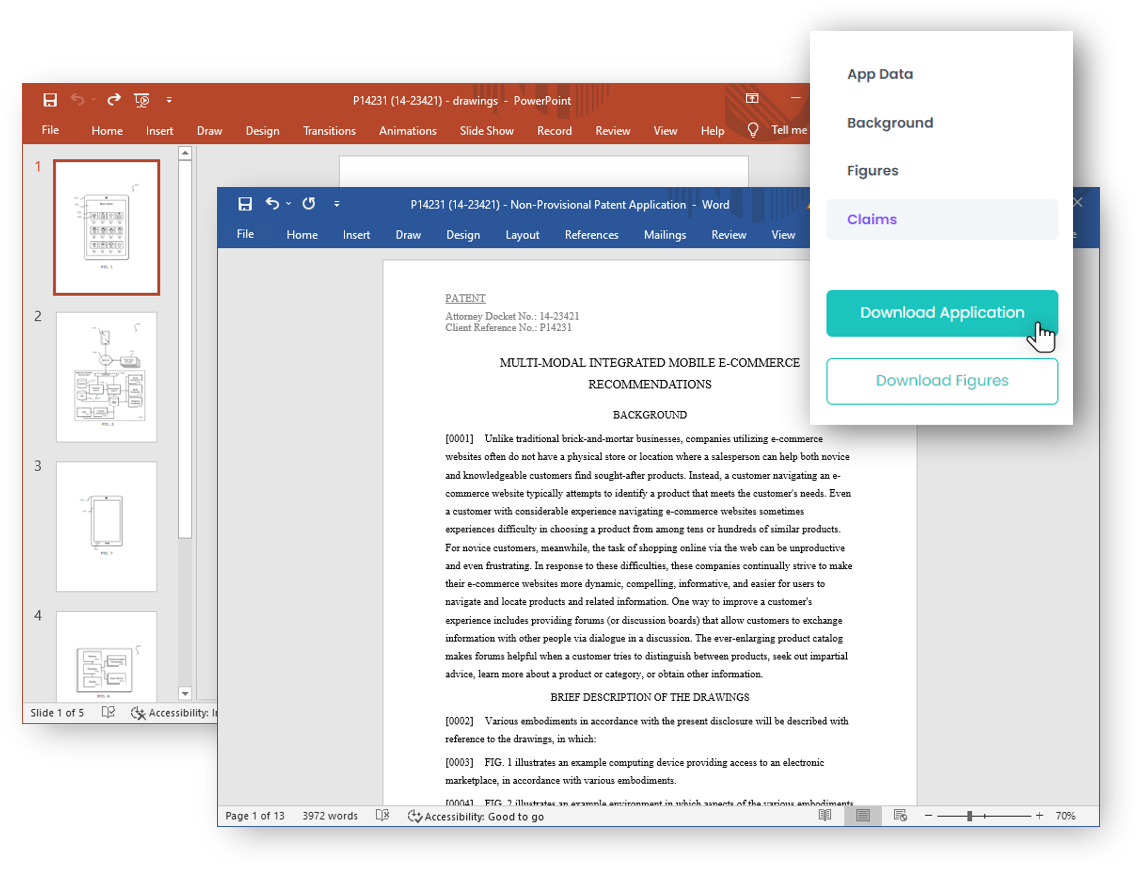 App Data
Background
Figures
Claims
Download Application
Download Figures
P14231 (14-23421) - drawings - PowerPoint
File Home Insert Draw Design Transitions Animations Slide Show Record Review View Help Tell me
1
FIG. 1
2
FIG. 2
3
4
Slide 1 of 5 Accessibility: In
P14231 (14-23421) - Non-Provisional Patent Application - Word
File Home Insert Draw Design Layout References Mailings Review View
PATENT
Attorney Docket No.: 14-23421
Client Reference No.: P14231
MULTI-MODAL INTEGRATED MOBILE E-COMMERCE
RECOMMENDATIONS
BACKGROUND
[0001] Unlike traditional brick-and-mortar businesses, companies utilizing e-commerce
websites often do not have a physical store or location where a salesperson can help both novice
and knowledgeable customers find sought-after products. Instead, a customer navigating an e-
commerce website typically attempts to identify a product that meets the customer's needs. Even
a customer with considerable experience navigating e-commerce websites sometimes
experiences difficulty in choosing a product from among tens or hundreds of similar products.
For novice customers, meanwhile, the task of shopping online via the web can be unproductive
and even frustrating. In response to these difficulties, these companies continually strive to make
their e-commerce websites more dynamic, compelling, informative, and easier for users to
navigate and locate products and related information. One way to improve a customer's
experience includes providing forums (or discussion boards) that allow customers to exchange
information with other people via dialogue in a discussion. The ever-enlarging product catalog
makes forums helpful when a customer tries to distinguish between products, seek out impartial
advice, learn more about a product or category, or obtain other information.
BRIEF DESCRIPTION OF THE DRAWINGS
[0002] Various embodiments in accordance with the present disclosure will be described with
reference to the drawings, in which:
[0003] FIG. 1 illustrates an example computing device providing access to an electronic
marketplace, in accordance with various embodiments.
[0004] FIG. 2 illustrates an example environment in which aspects of the various embodiments
Page 1 of 13 3972 words Accessibility: Good to go 70%